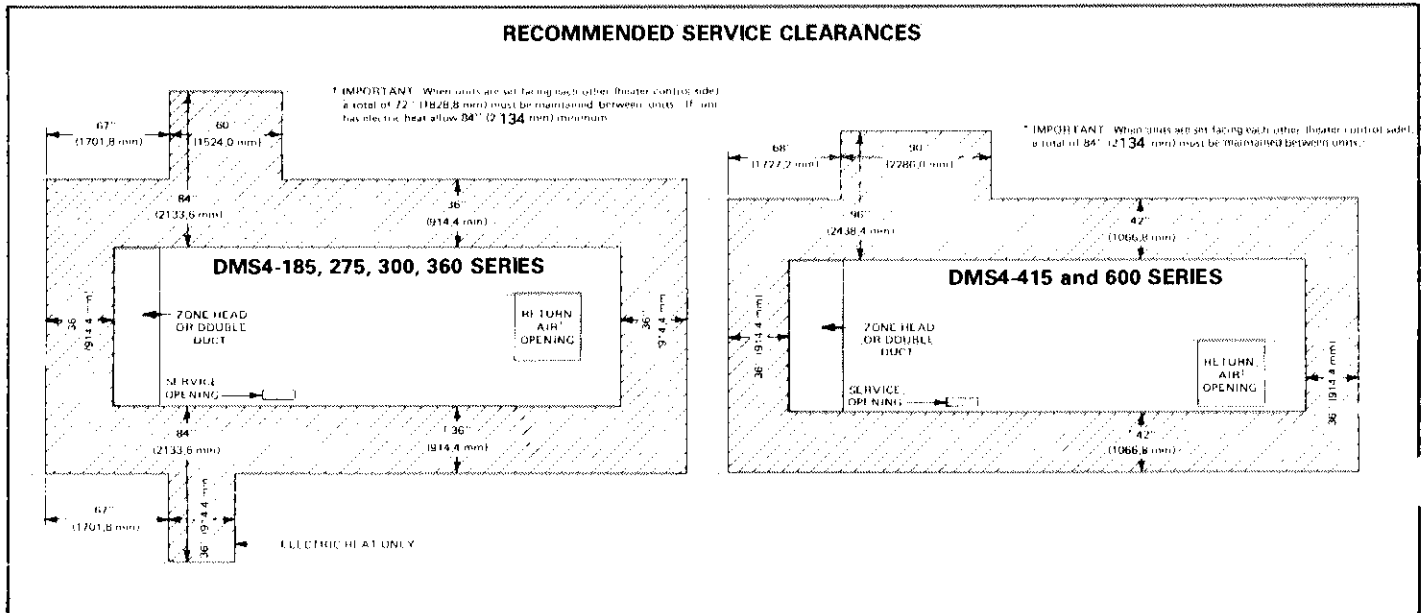 RECOMMENDED SERVICE CLEARANCES
† IMPORTANT When units are set facing each other (heater control side)
a total of 72" (1828,8 mm) must be maintained between units. If unit
has electric heat allow 84" (2134 mm) minimum
67"
(1701,8 mm)
60"
(1524,0 mm)
84"
(2133,6 mm)
36"
(914,4 mm)
DMS4-185, 275, 300, 360 SERIES
36"
(914,4 mm)
ZONE HEAD
OR DOUBLE
DUCT
RETURN
AIR†
OPENING
36"
(914,4 mm)
SERVICE
OPENING
84"
(2133,6 mm)
36"
(914,4 mm)
67"
(1701,8 mm)
36" (914,4 mm)
ELECTRIC HEAT ONLY
* IMPORTANT When units are set facing each other (heater control side),
a total of 84" (2134 mm) must be maintained between units.
68"
(1727,2 mm)
90"
(2286,0 mm)
96"
(2438,4 mm)
42"
(1066,8 mm)
DMS4-415 and 600 SERIES
36" (914,4 mm)
ZONE HEAD
OR DOUBLE
DUCT
RETURN
AIR†
OPENING
SERVICE
OPENING
36" (914,4 mm)
42"
(1066,8 mm)